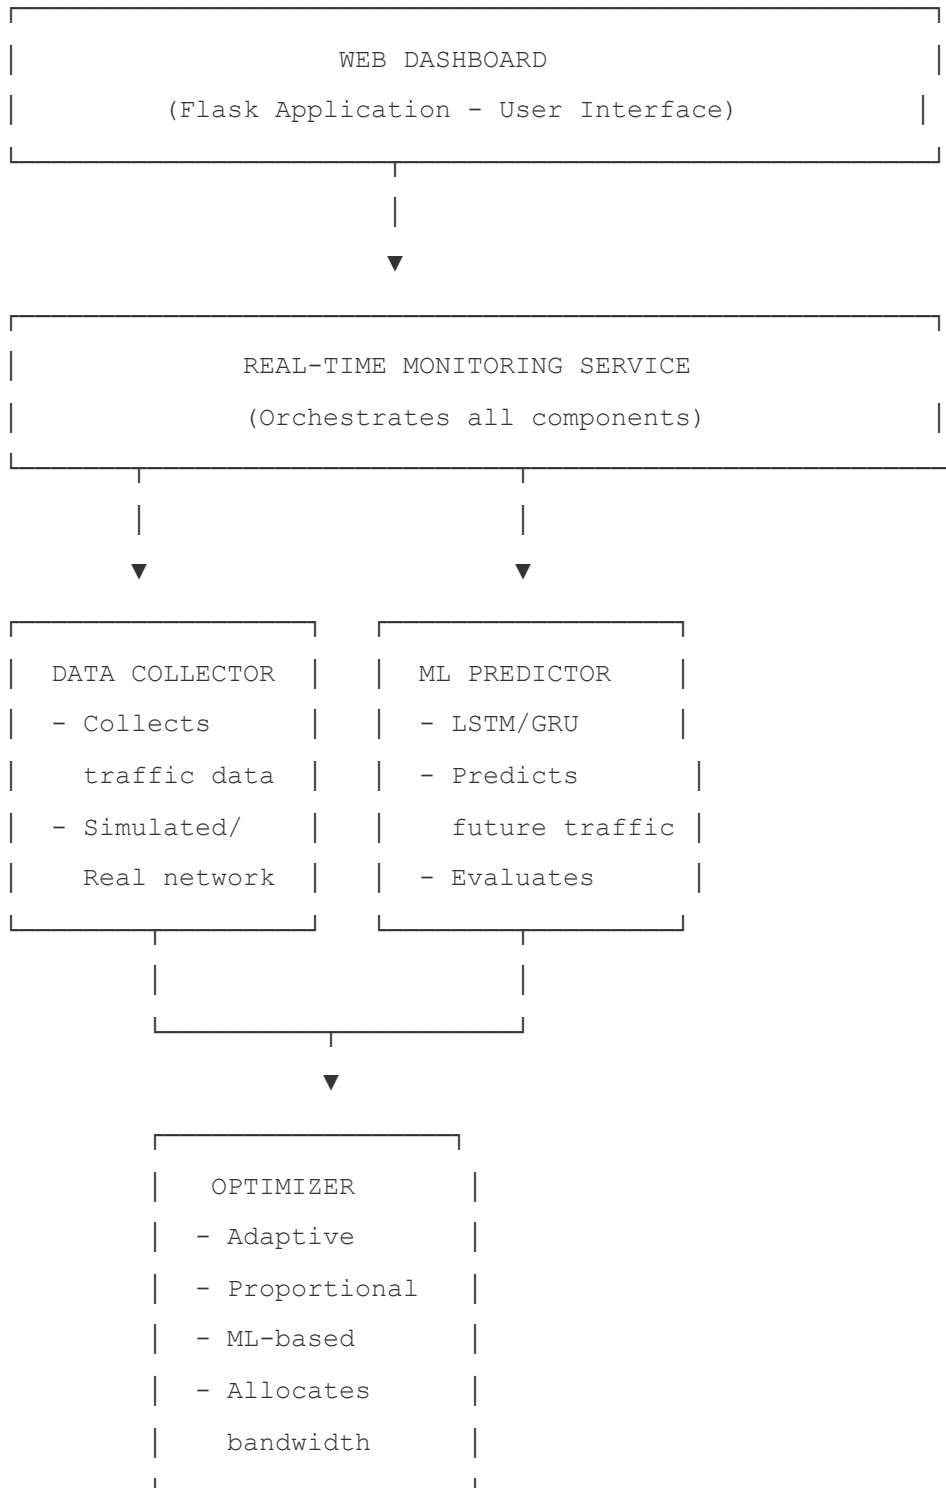 WEB DASHBOARD
(Flask Application - User Interface)
REAL-TIME MONITORING SERVICE
(Orchestrates all components)
DATA COLLECTOR
- Collects
traffic data
- Simulated/
Real network
ML PREDICTOR
- LSTM/GRU
- Predicts
future traffic
- Evaluates
OPTIMIZER
- Adaptive
- Proportional
- ML-based
- Allocates
bandwidth